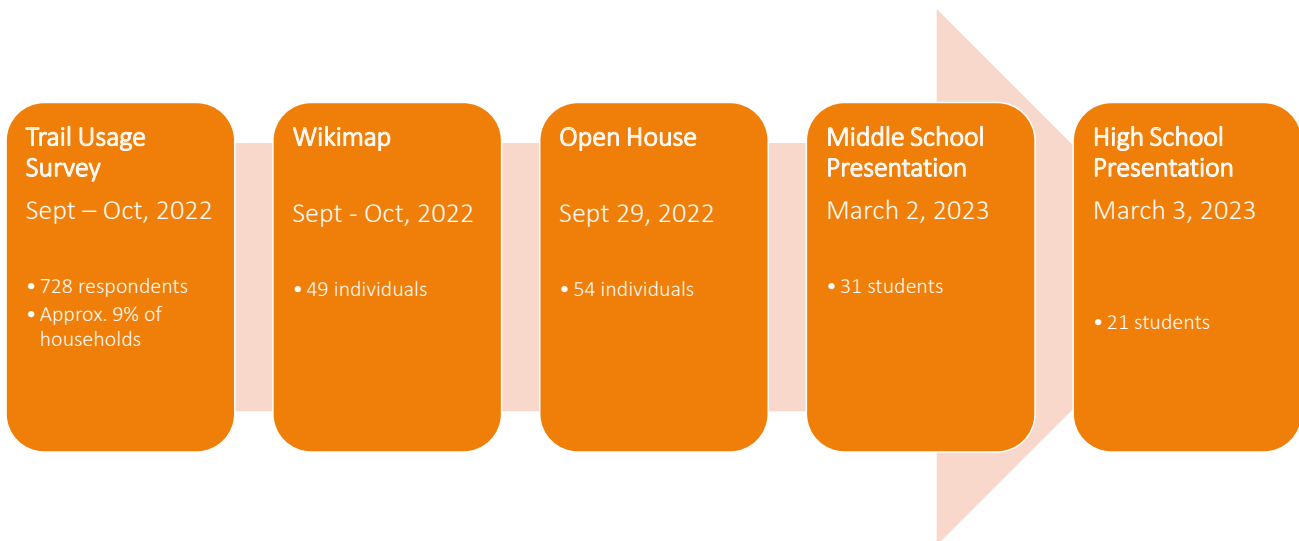 Trail Usage
Survey
Sept – Oct, 2022
• 728 respondents
• Approx. 9% of
households
Wikimap
Sept - Oct, 2022
• 49 individuals
Open House
Sept 29, 2022
• 54 individuals
Middle School
Presentation
March 2, 2023
• 31 students
High School
Presentation
March 3, 2023
• 21 students